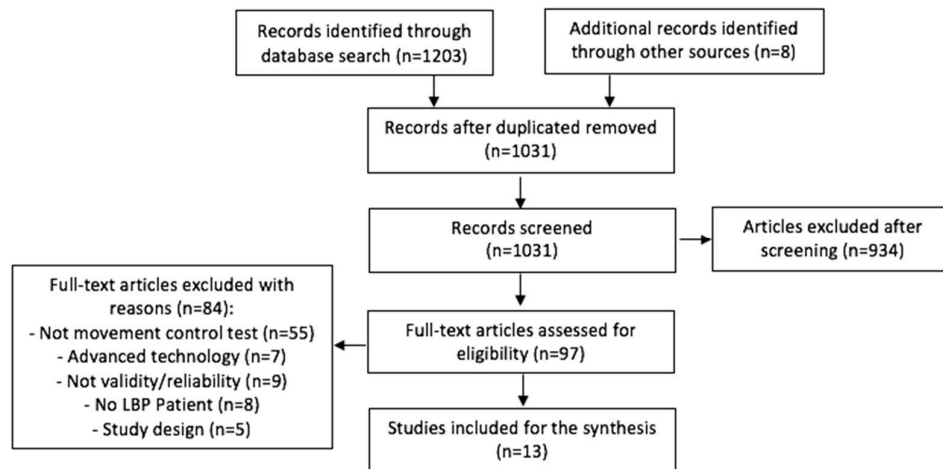 Records identified through
database search (n=1203)
Additional records identified
through other sources (n=8)
Records after duplicated removed
(n=1031)
Records screened
(n=1031)
Articles excluded after
screening (n=934)
Full-text articles excluded with
reasons (n=84):
- Not movement control test (n=55)
- Advanced technology (n=7)
- Not validity/reliability (n=9)
- No LBP Patient (n=8)
- Study design (n=5)
Full-text articles assessed for
eligibility (n=97)
Studies included for the synthesis
(n=13)